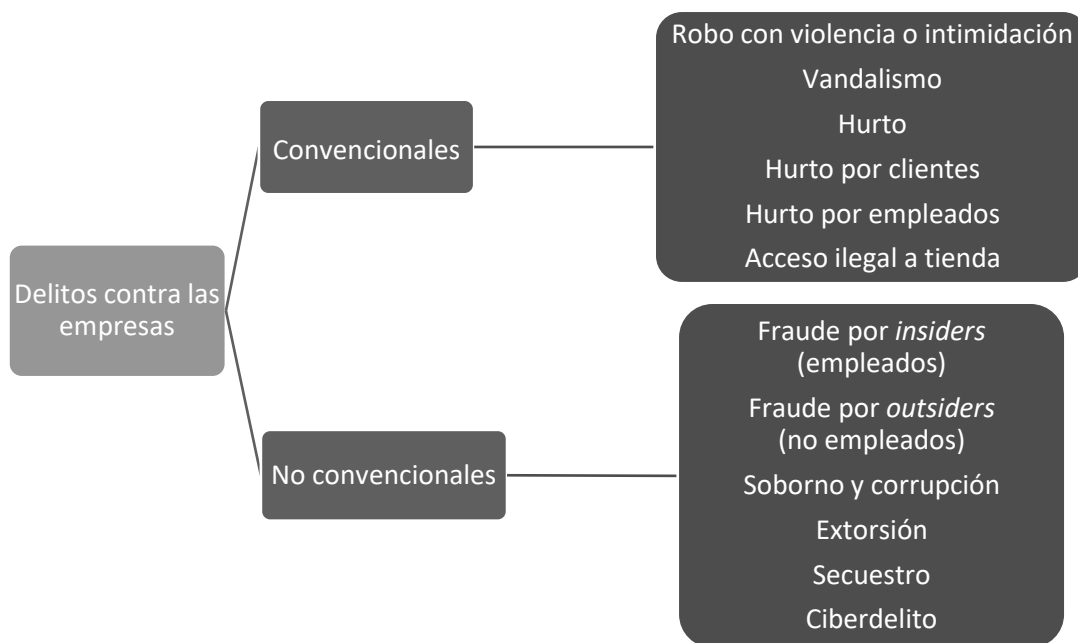 Delitos contra las
empresas
Convencionales
Robo con violencia o intimidación
Vandalismo
Hurto
Hurto por clientes
Hurto por empleados
Acceso ilegal a tienda
No convencionales
Fraude por insiders
(empleados)
Fraude por outsiders
(no empleados)
Soborno y corrupción
Extorsión
Secuestro
Ciberdelito